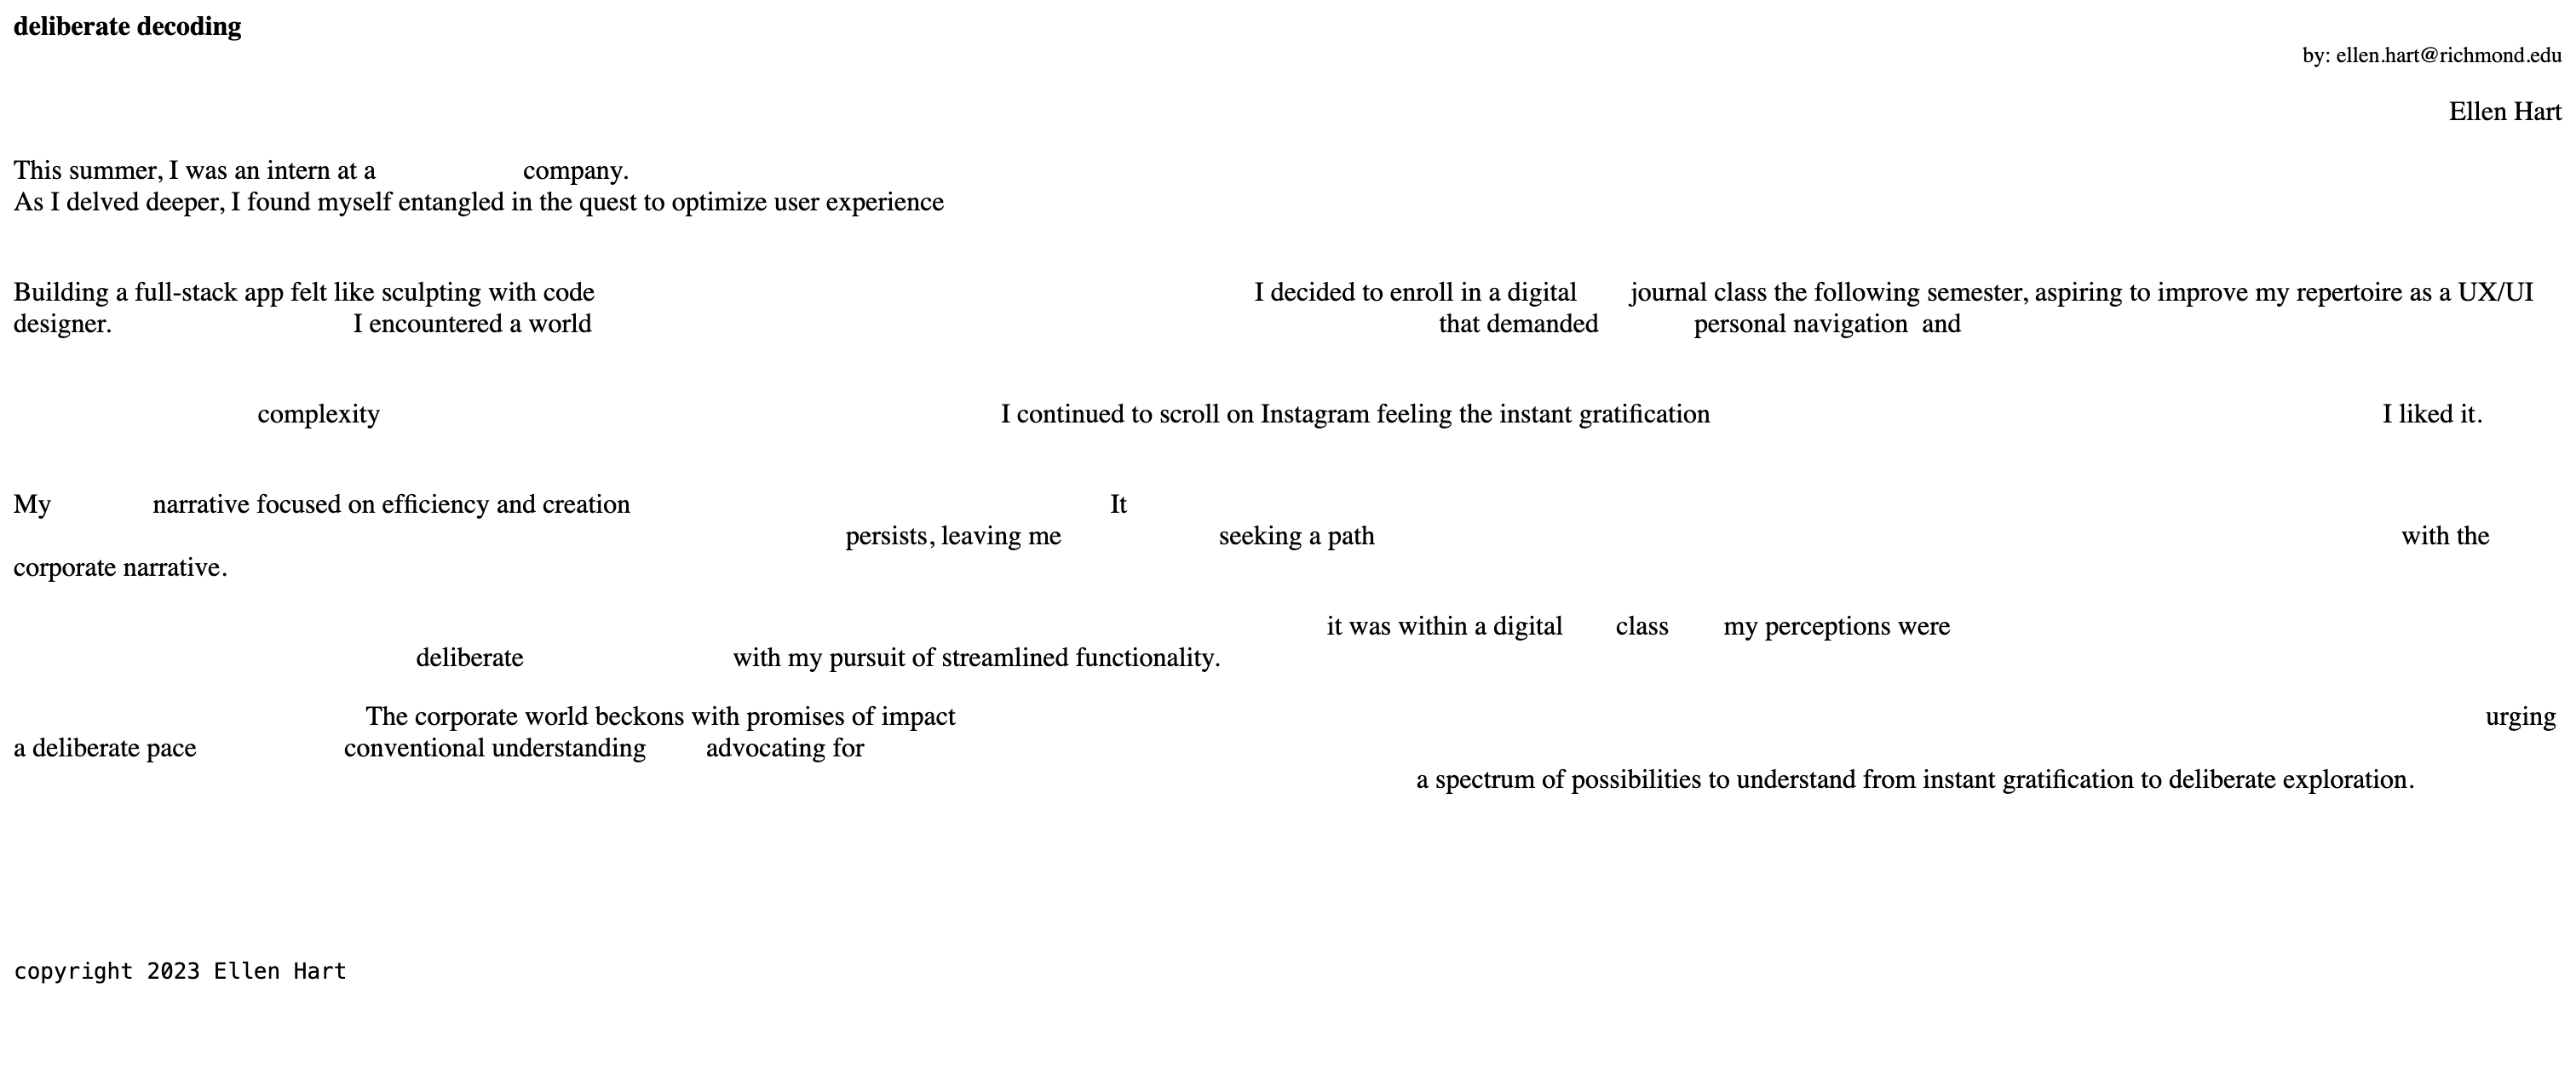 deliberate decoding
by: ellen.hart@richmond.edu
Ellen Hart
This summer, I was an intern at a company.
As I delved deeper, I found myself entangled in the quest to optimize user experience
Building a full-stack app felt like sculpting with code I decided to enroll in a digital journal class the following semester, aspiring to improve my repertoire as a UX/UI
designer. I encountered a world that demanded personal navigation and
complexity I continued to scroll on Instagram feeling the instant gratification I liked it.
My narrative focused on efficiency and creation It
persists, leaving me seeking a path with the
corporate narrative.
it was within a digital class my perceptions were
deliberate with my pursuit of streamlined functionality.
The corporate world beckons with promises of impact urging
a deliberate pace conventional understanding advocating for
a spectrum of possibilities to understand from instant gratification to deliberate exploration.
copyright 2023 Ellen Hart